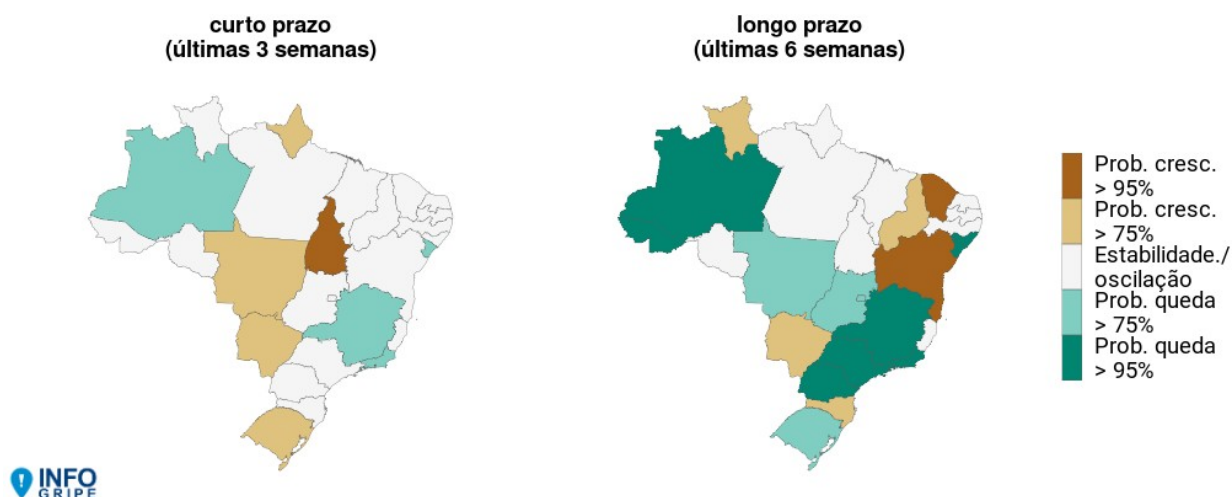 curto prazo
(últimas 3 semanas)
longo prazo
(últimas 6 semanas)
Prob. cresc.
> 95%
Prob. cresc.
> 75%
Estabilidade./
oscilação
Prob. queda
> 75%
Prob. queda
> 95%
INFO
GRIPE